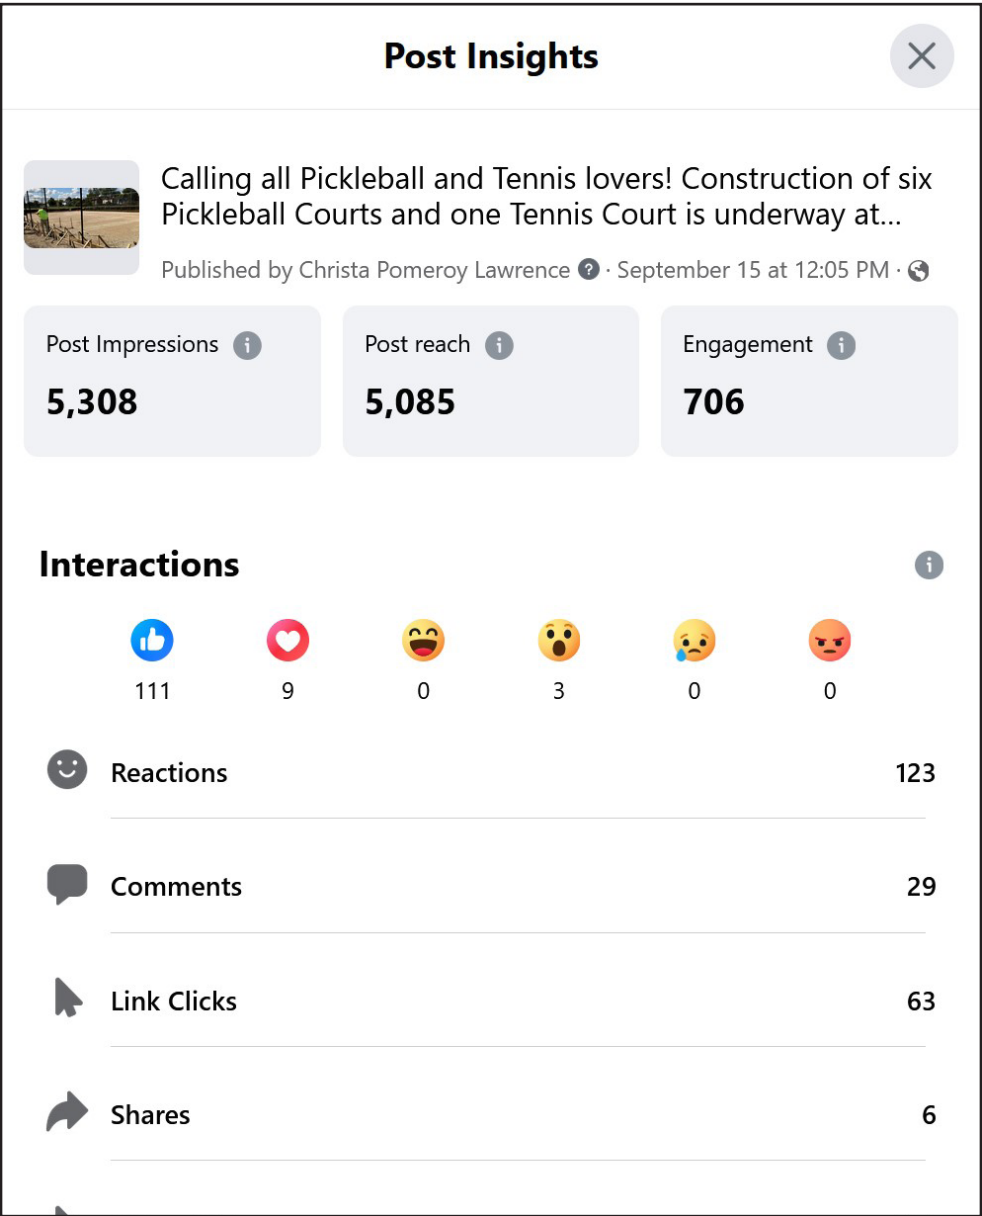 Post Insights
Calling all Pickleball and Tennis lovers! Construction of six
Pickleball Courts and one Tennis Court is underway at...
Published by Christa Pomeroy Lawrence · September 15 at 12:05 PM ·
Post Impressions
5,308
Post reach
5,085
Engagement
706
Interactions
111 9 0 3 0 0
Reactions 123
Comments 29
Link Clicks 63
Shares 6